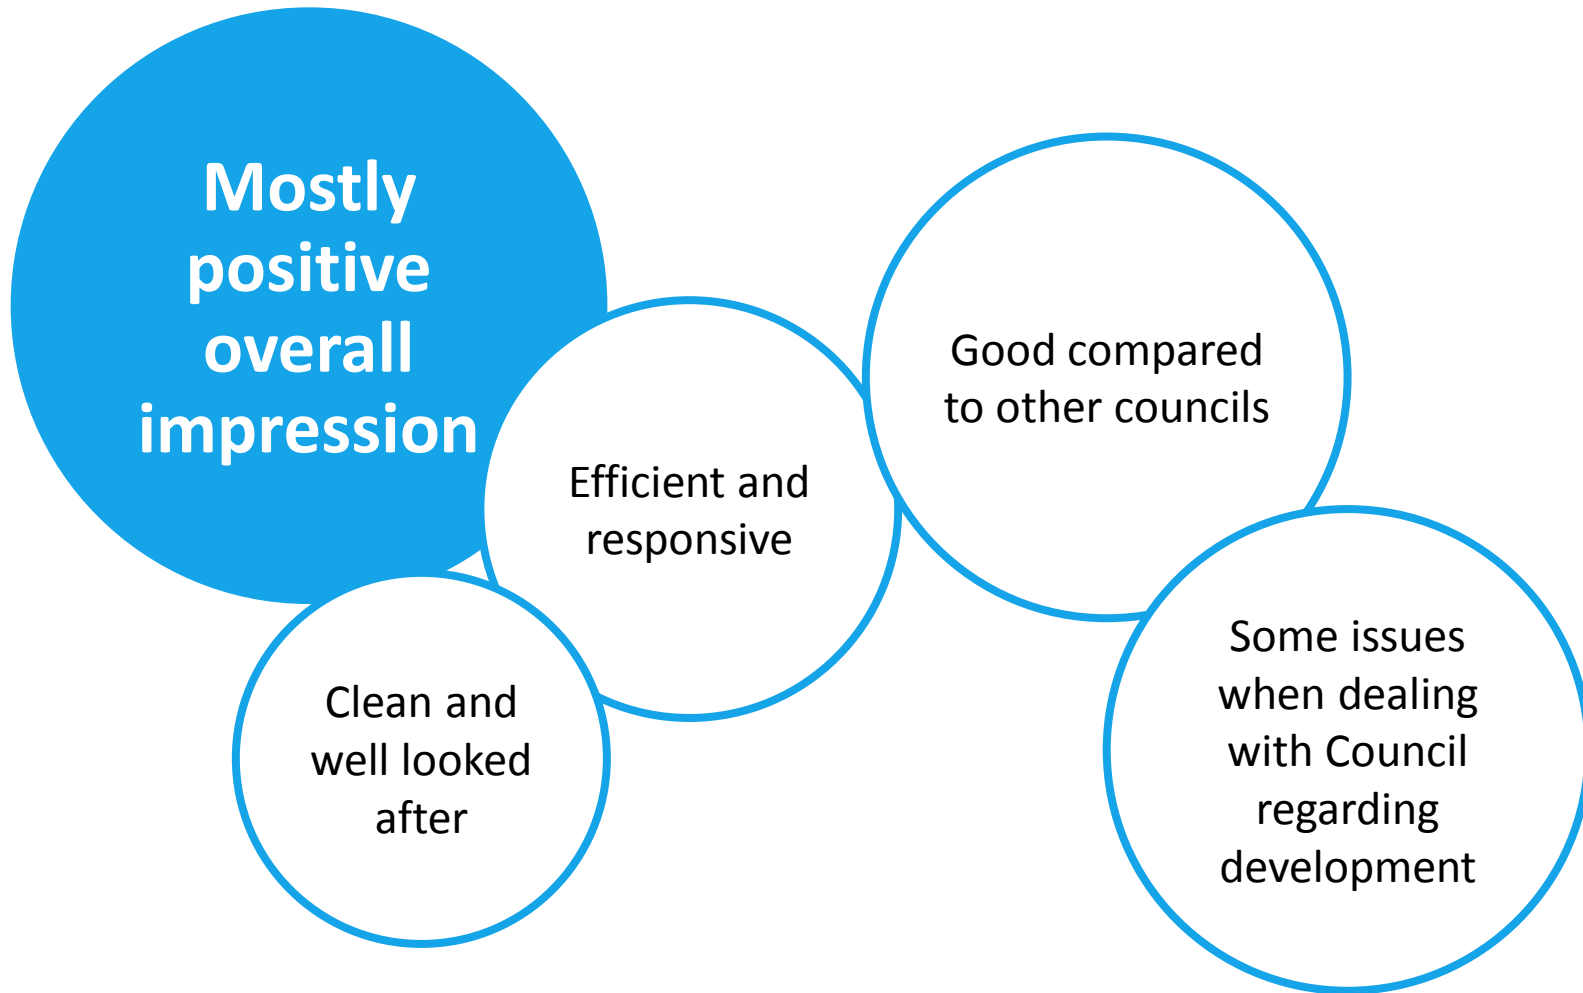 Mostly
positive
overall
impression
Efficient and
responsive
Good compared
to other councils
Clean and
well looked
after
Some issues
when dealing
with Council
regarding
development